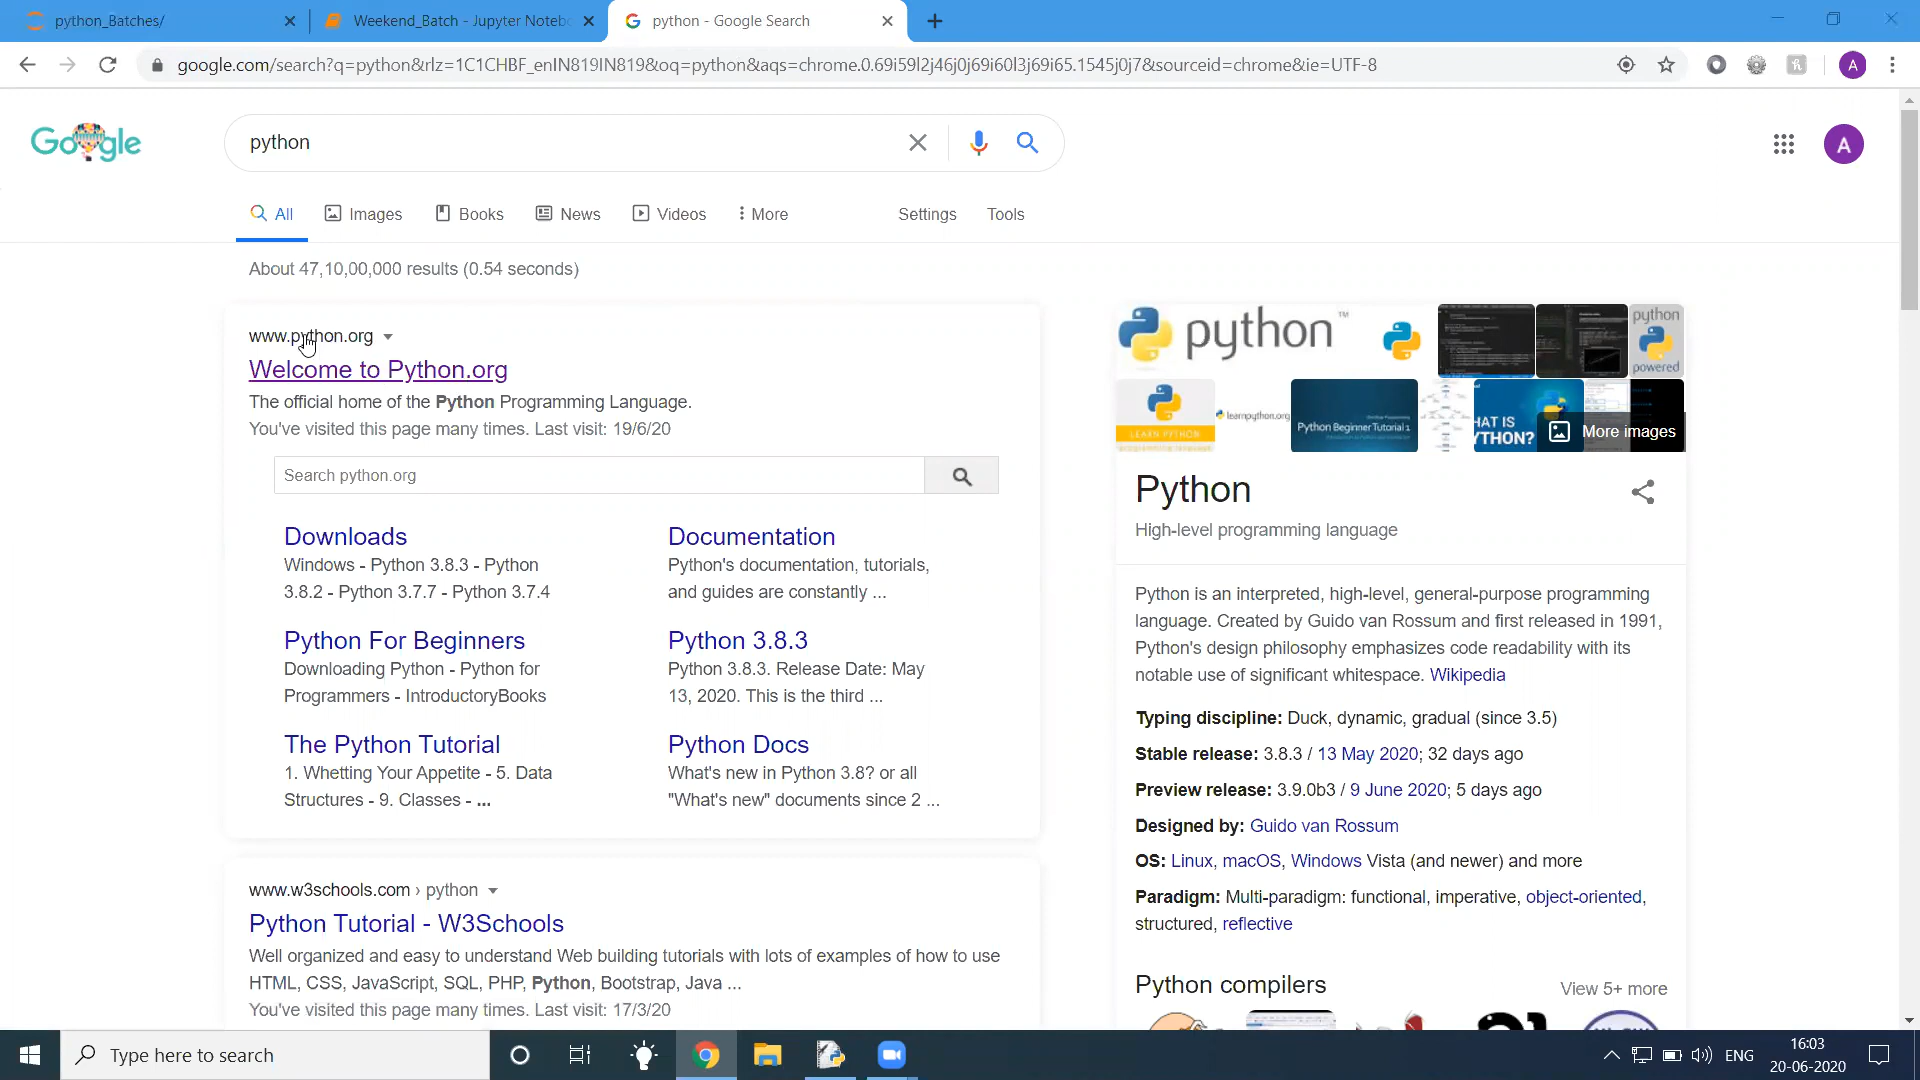 python_Batches/
Weekend_Batch - Jupyter Noteb
python - Google Search
google.com/search?q=python&rlz=1C1CHBF_enIN819IN819&oq=python&aqs=chrome.0.69i59l2j46j0j69i60l3j69i65.1545j0j7&sourceid=chrome&ie=UTF-8
A
Google
python
A
All
Images
Books
News
Videos
More
Settings
Tools
About 47,10,00,000 results (0.54 seconds)
www.python.org
Welcome to Python.org
The official home of the Python Programming Language.
You've visited this page many times. Last visit: 19/6/20
Search python.org
Downloads
Windows - Python 3.8.3 - Python
3.8.2 - Python 3.7.7 - Python 3.7.4
Documentation
Python's documentation, tutorials,
and guides are constantly ...
Python For Beginners
Downloading Python - Python for
Programmers - IntroductoryBooks
Python 3.8.3
Python 3.8.3. Release Date: May
13, 2020. This is the third ...
The Python Tutorial
1. Whetting Your Appetite - 5. Data
Structures - 9. Classes - ...
Python Docs
What's new in Python 3.8? or all
"What's new" documents since 2 ...
www.w3schools.com › python
Python Tutorial - W3Schools
Well organized and easy to understand Web building tutorials with lots of examples of how to use
HTML, CSS, JavaScript, SQL, PHP, Python, Bootstrap, Java ...
You've visited this page many times. Last visit: 17/3/20
python™
python
powered
LEARN PYTHON
learnpython.org
Python Beginner Tutorial 1
HAT IS
YTHON?
More images
Python
High-level programming language
Python is an interpreted, high-level, general-purpose programming
language. Created by Guido van Rossum and first released in 1991,
Python's design philosophy emphasizes code readability with its
notable use of significant whitespace. Wikipedia
Typing discipline: Duck, dynamic, gradual (since 3.5)
Stable release: 3.8.3 / 13 May 2020; 32 days ago
Preview release: 3.9.0b3 / 9 June 2020; 5 days ago
Designed by: Guido van Rossum
OS: Linux, macOS, Windows Vista (and newer) and more
Paradigm: Multi-paradigm: functional, imperative, object-oriented,
structured, reflective
Python compilers
View 5+ more
Type here to search
ENG
16:03
20-06-2020